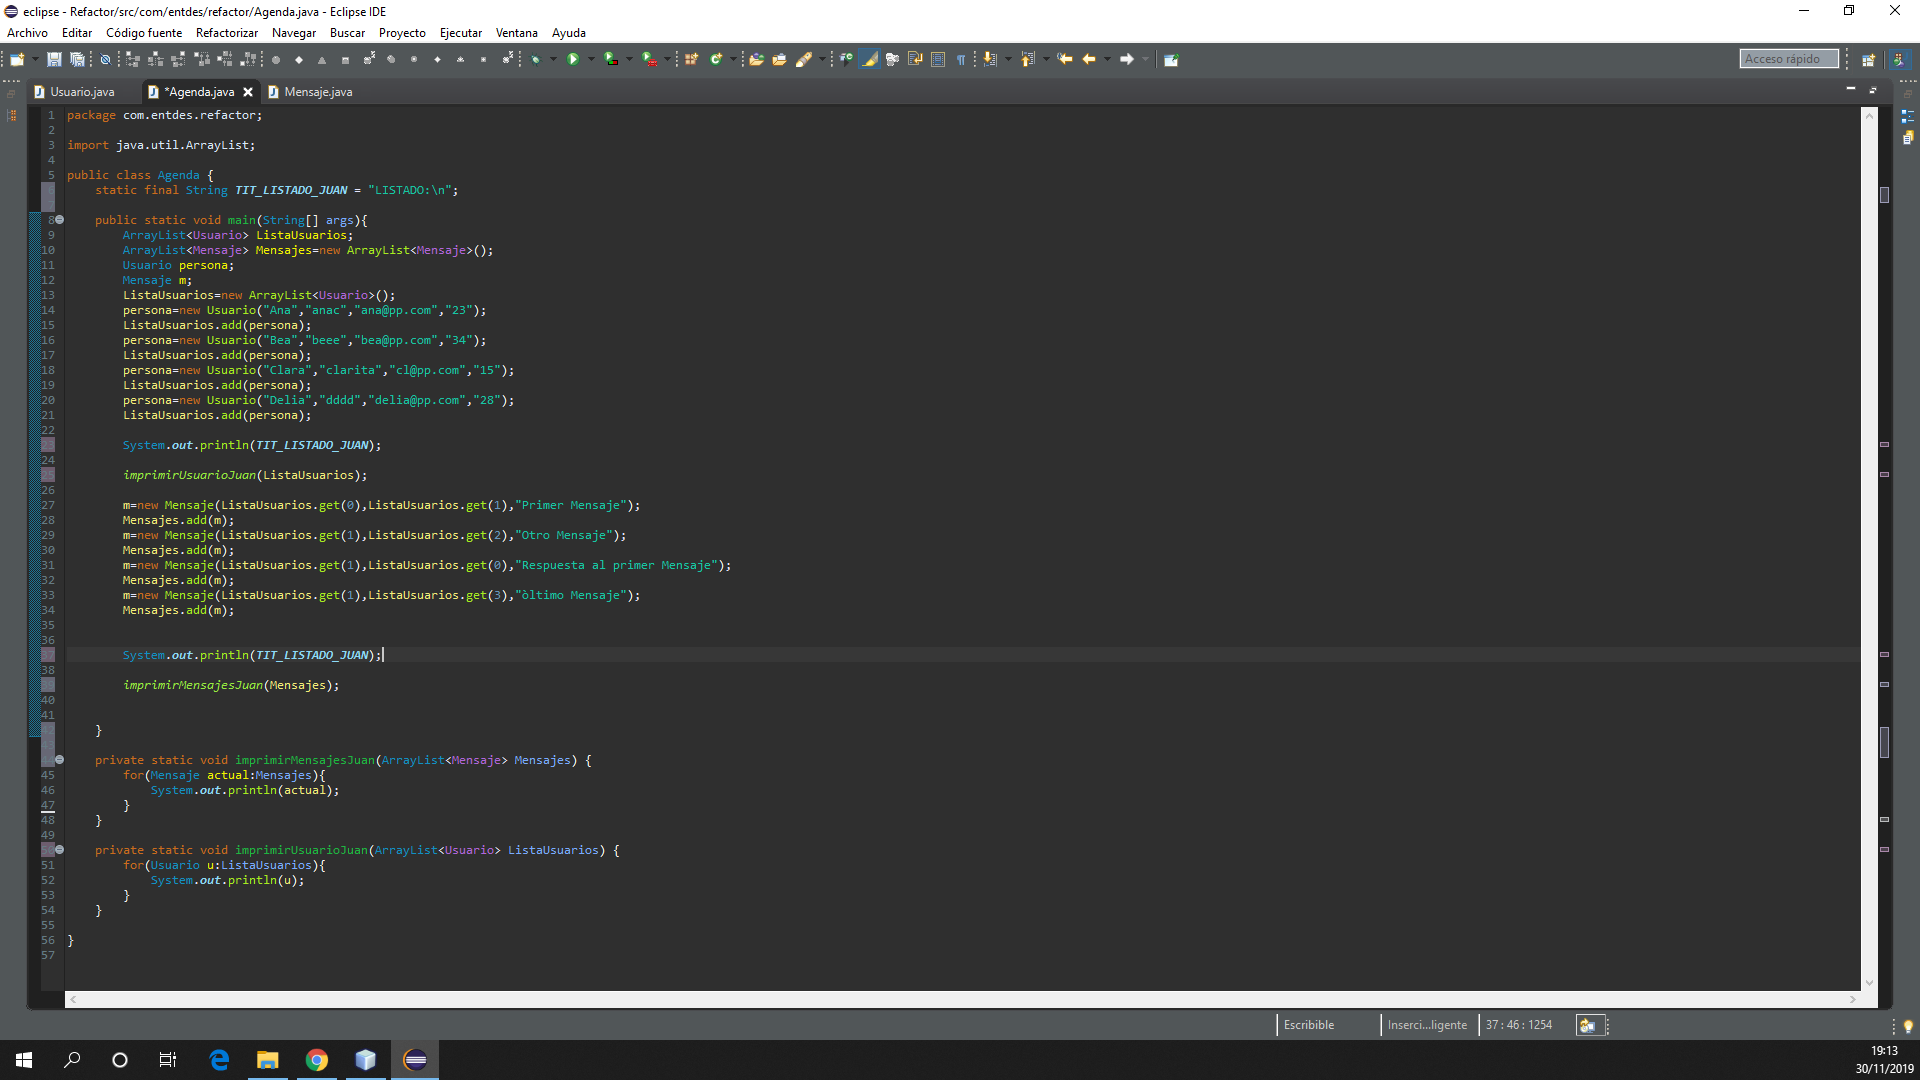 eclipse - Refactor/src/com/entdes/refactor/Agenda.java - Eclipse IDE
Archivo Editar Código fuente Refactorizar Navegar Buscar Proyecto Ejecutar Ventana Ayuda
Acceso rápido
Usuario.java *Agenda.java Mensaje.java
1 package com.entdes.refactor;
2
3 import java.util.ArrayList;
4
5 public class Agenda {
static final String TIT_LISTADO_JUAN = "LISTADO:\n";
8 public static void main(String[] args){
9 ArrayList<Usuario> ListaUsuarios;
10 ArrayList<Mensaje> Mensajes=new ArrayList<Mensaje>();
11 Usuario persona;
12 Mensaje m;
13 ListaUsuarios=new ArrayList<Usuario>();
14 persona=new Usuario("Ana","anac","ana@pp.com","23");
15 ListaUsuarios.add(persona);
16 persona=new Usuario("Bea","beee","bea@pp.com","34");
17 ListaUsuarios.add(persona);
18 persona=new Usuario("Clara","clarita","cl@pp.com","15");
19 ListaUsuarios.add(persona);
20 persona=new Usuario("Delia","dddd","delia@pp.com","28");
21 ListaUsuarios.add(persona);
22
23 System.out.println(TIT_LISTADO_JUAN);
24
25 imprimirUsuarioJuan(ListaUsuarios);
26
27 m=new Mensaje(ListaUsuarios.get(0),ListaUsuarios.get(1),"Primer Mensaje");
28 Mensajes.add(m);
29 m=new Mensaje(ListaUsuarios.get(1),ListaUsuarios.get(2),"Otro Mensaje");
30 Mensajes.add(m);
31 m=new Mensaje(ListaUsuarios.get(1),ListaUsuarios.get(0),"Respuesta al primer Mensaje");
32 Mensajes.add(m);
33 m=new Mensaje(ListaUsuarios.get(1),ListaUsuarios.get(3),"òltimo Mensaje");
34 Mensajes.add(m);
35
36
37 System.out.println(TIT_LISTADO_JUAN);
38
imprimirMensajesJuan(Mensajes);
40
41
}
private static void imprimirMensajesJuan(ArrayList<Mensaje> Mensajes) {
45 for(Mensaje actual:Mensajes){
46 System.out.println(actual);
47 }
48 }
49
50 private static void imprimirUsuarioJuan(ArrayList<Usuario> ListaUsuarios) {
51 for(Usuario u:ListaUsuarios){
52 System.out.println(u);
53 }
54 }
55
56 }
57
Escribible Inserci...ligente 37 : 46 : 1254
19:13
30/11/2019